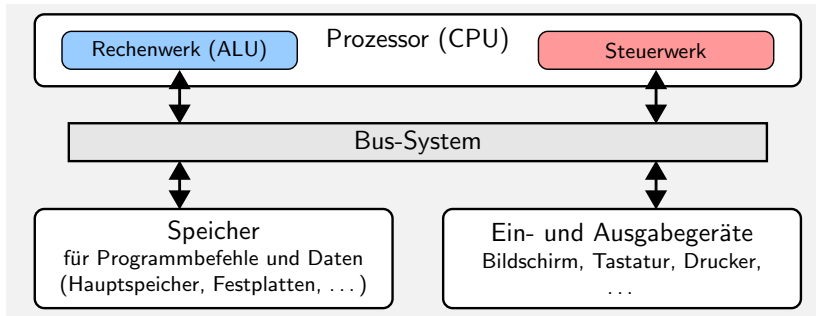 Prozessor (CPU)
Rechenwerk (ALU)
Steuerwerk
Bus-System
Speicher
für Programmbefehle und Daten
(Hauptspeicher, Festplatten, ...)
Ein- und Ausgabegeräte
Bildschirm, Tastatur, Drucker,
...